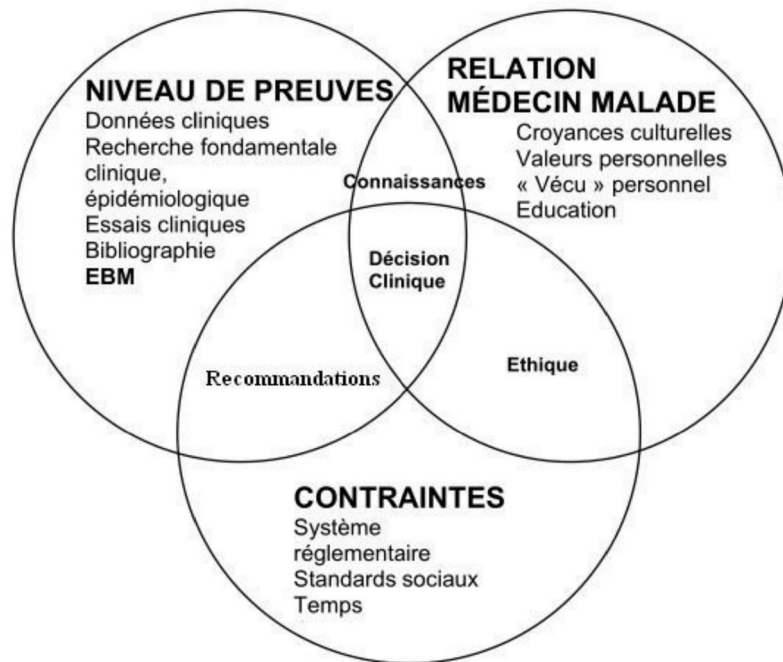 NIVEAU DE PREUVES
Données cliniques
Recherche fondamentale
clinique,
épidémiologique
Essais cliniques
Bibliographie
EBM
RELATION
MÉDECIN MALADE
Croyances culturelles
Valeurs personnelles
« Vécu » personnel
Education
Connaissances
Décision
Clinique
Recommandations
Ethique
CONTRAINTES
Système
réglementaire
Standards sociaux
Temps